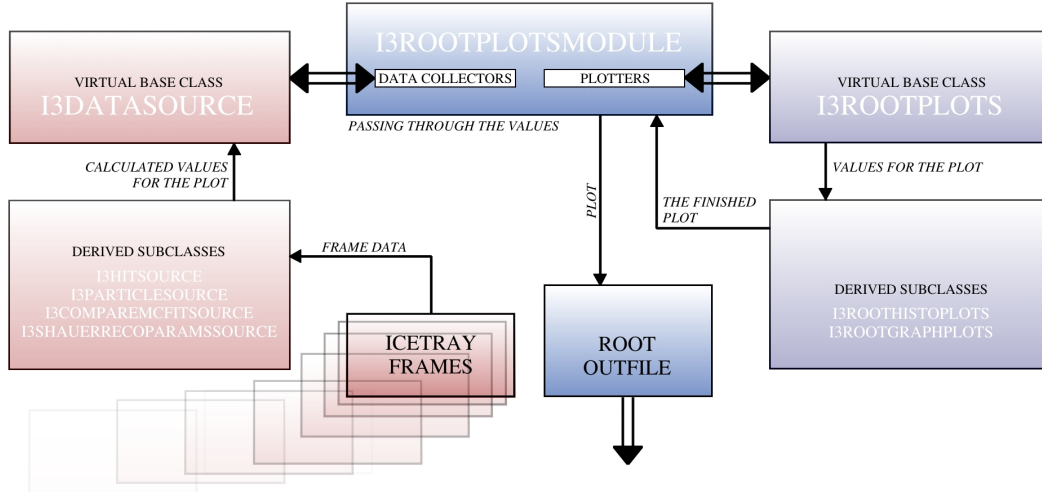 I3ROOTPLOTSMODULE
DATA COLLECTORS
PLOTTERS
PASSING THROUGH THE VALUES
VIRTUAL BASE CLASS
I3DATASOURCE
VIRTUAL BASE CLASS
I3ROOTPLOTS
CALCULATED VALUES
FOR THE PLOT
VALUES FOR THE PLOT
PLOT
THE FINISHED
PLOT
DERIVED SUBCLASSES
I3HITSOURCE
I3PARTICLESOURCE
I3COMPAREMCFITSOURCE
I3SHAUERRECOPARAMSSOURCE
FRAME DATA
DERIVED SUBCLASSES
I3ROOTHISTOPLOTS
I3ROOTGRAPHPLOTS
ICETRAY
FRAMES
ROOT
OUTFILE